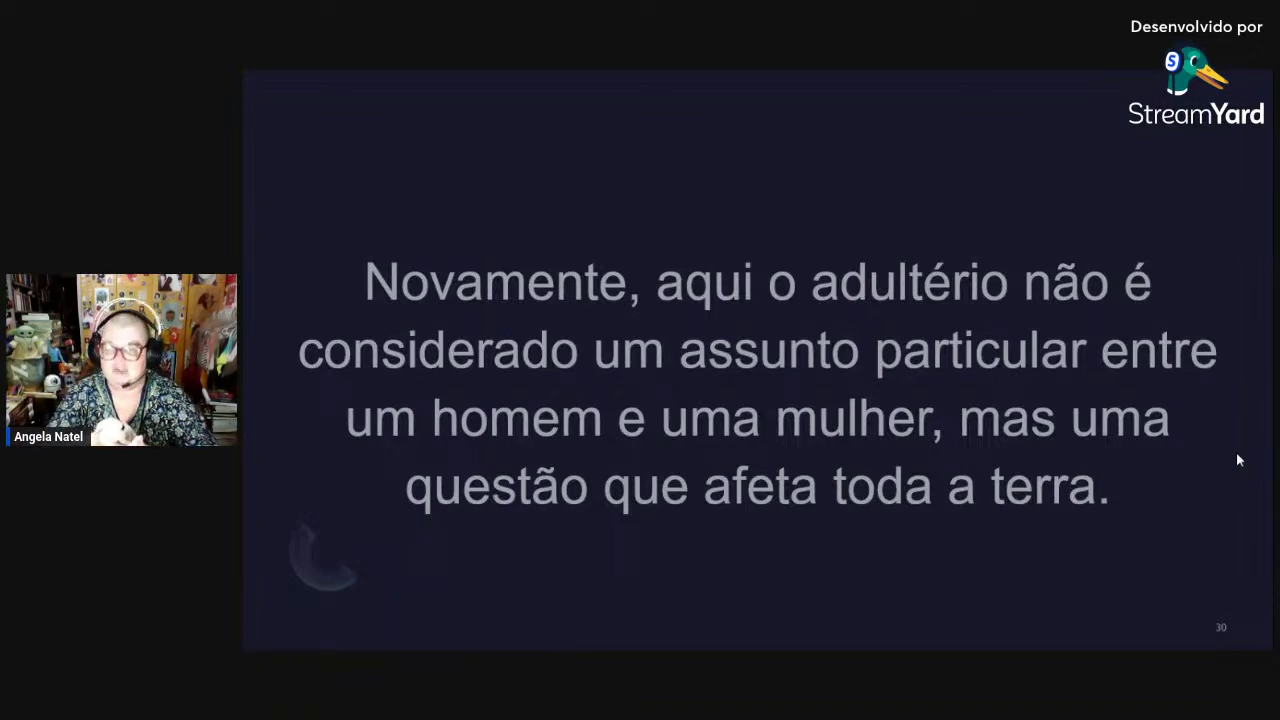 Desenvolvido por
StreamYard
Novamente, aqui o adultério não é
considerado um assunto particular entre
um homem e uma mulher, mas uma
questão que afeta toda a terra.
Angela Natel
30